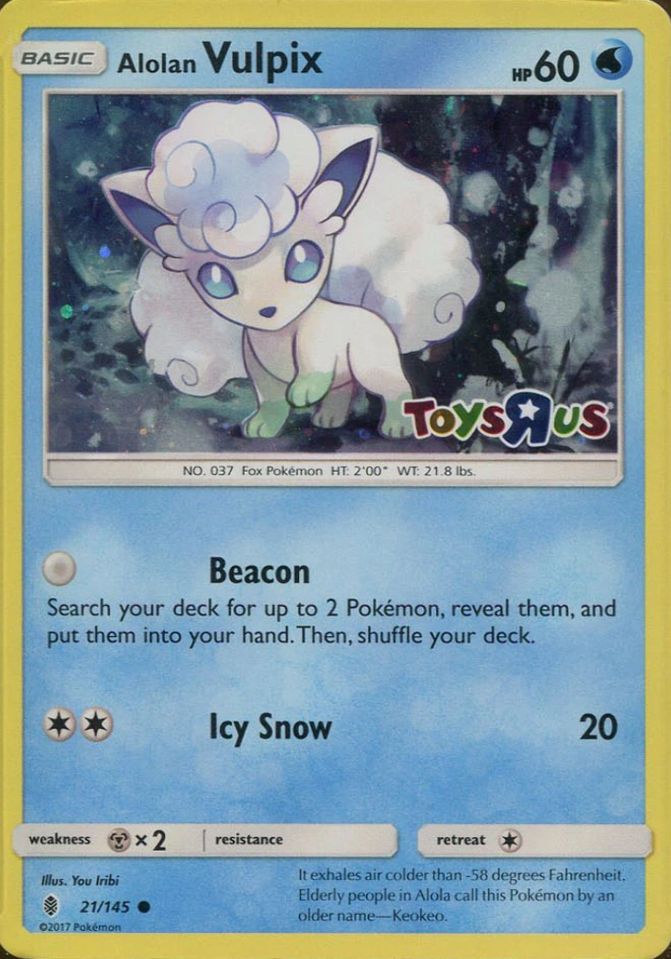 BASIC Alolan Vulpix HP60
TOYS R US
NO. 037 Fox Pokémon HT: 2'00" WT: 21.8 lbs.
Beacon
Search your deck for up to 2 Pokémon, reveal them, and
put them into your hand. Then, shuffle your deck.
Icy Snow 20
weakness ×2 resistance retreat
Illus. You Iribi
21/145
©2017 Pokémon
It exhales air colder than -58 degrees Fahrenheit.
Elderly people in Alola call this Pokémon by an
older name—Keokeo.